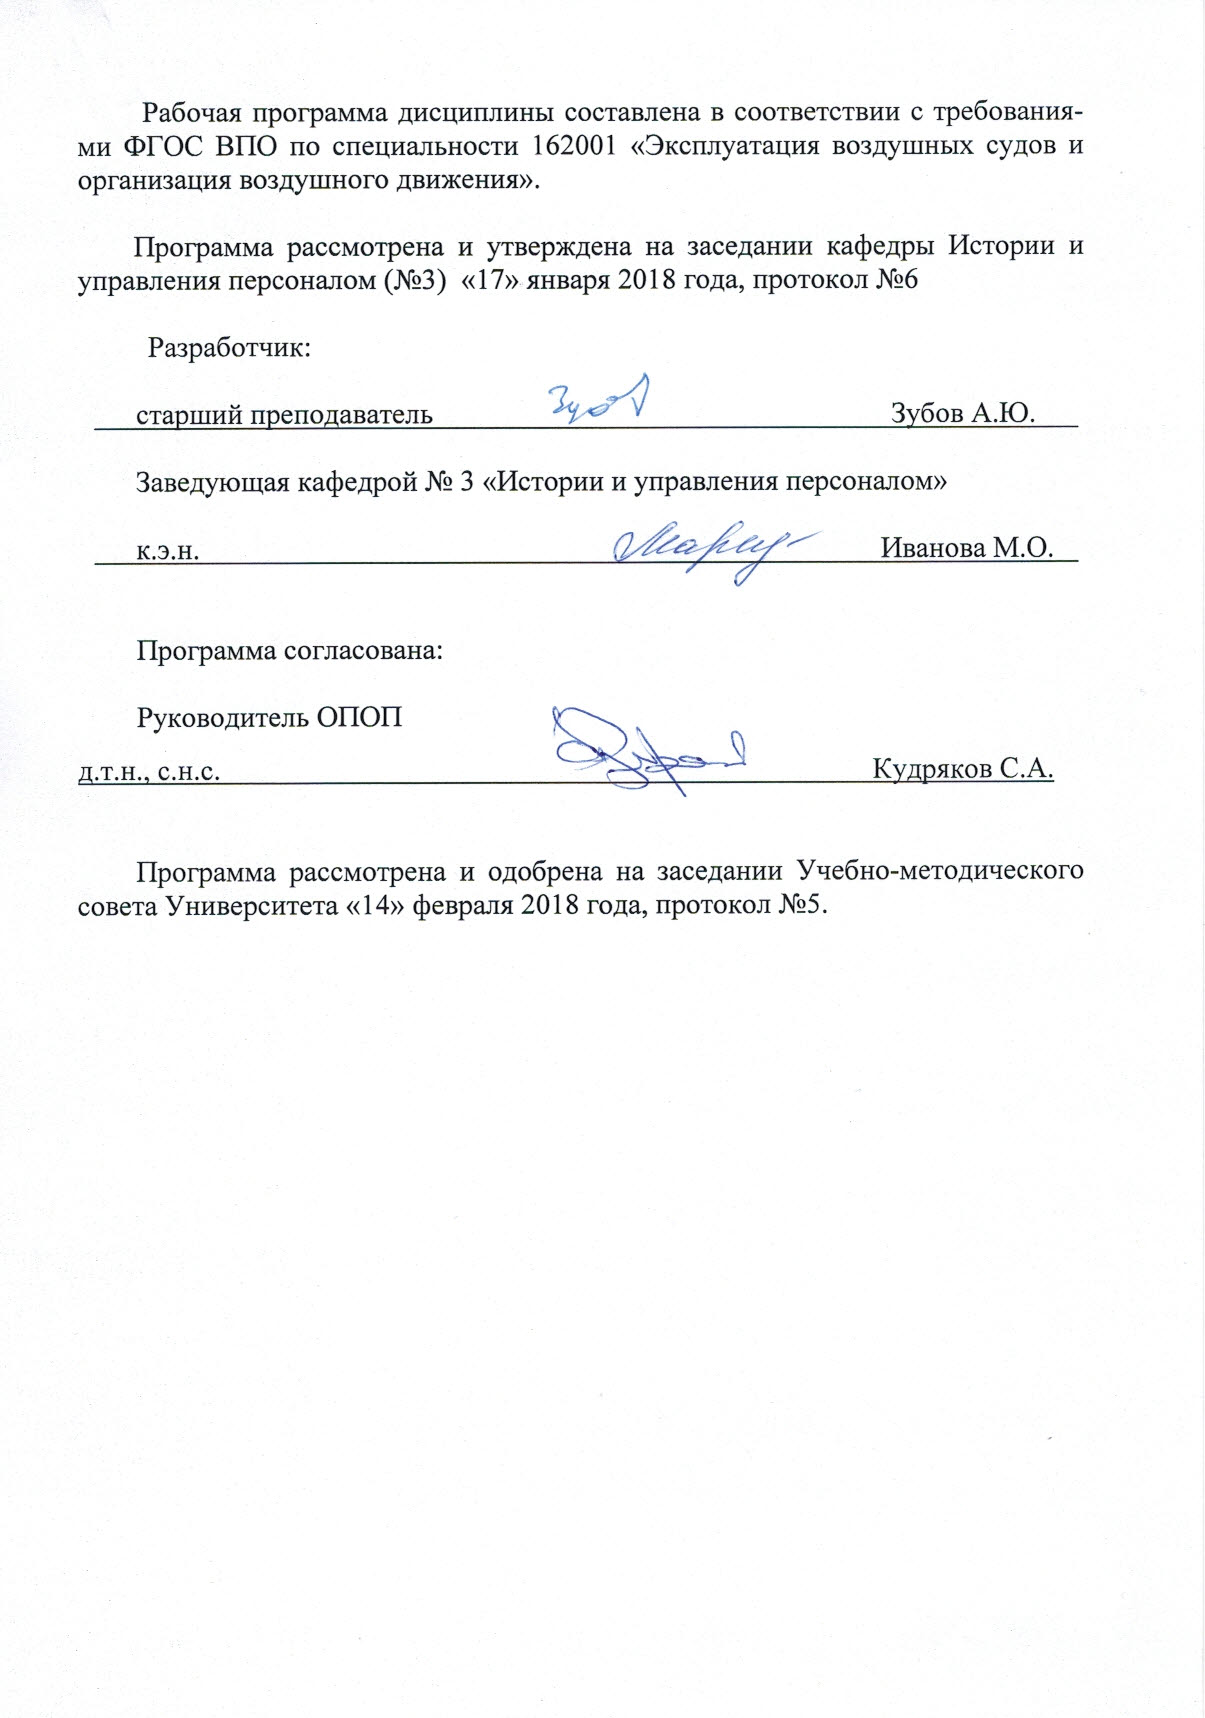 Рабочая программа дисциплины составлена в соответствии с требования-
ми ФГОС ВПО по специальности 162001 «Эксплуатация воздушных судов и
организация воздушного движения».
Программа рассмотрена и утверждена на заседании кафедры Истории и
управления персоналом (№3) «17» января 2018 года, протокол №6
Разработчик:
старший преподаватель Зубов А.Ю.
Заведующая кафедрой № 3 «Истории и управления персоналом»
к.э.н. Иванова М.О.
Программа согласована:
Руководитель ОПОП
д.т.н., с.н.с. Кудряков С.А.
Программа рассмотрена и одобрена на заседании Учебно-методического
совета Университета «14» февраля 2018 года, протокол №5.